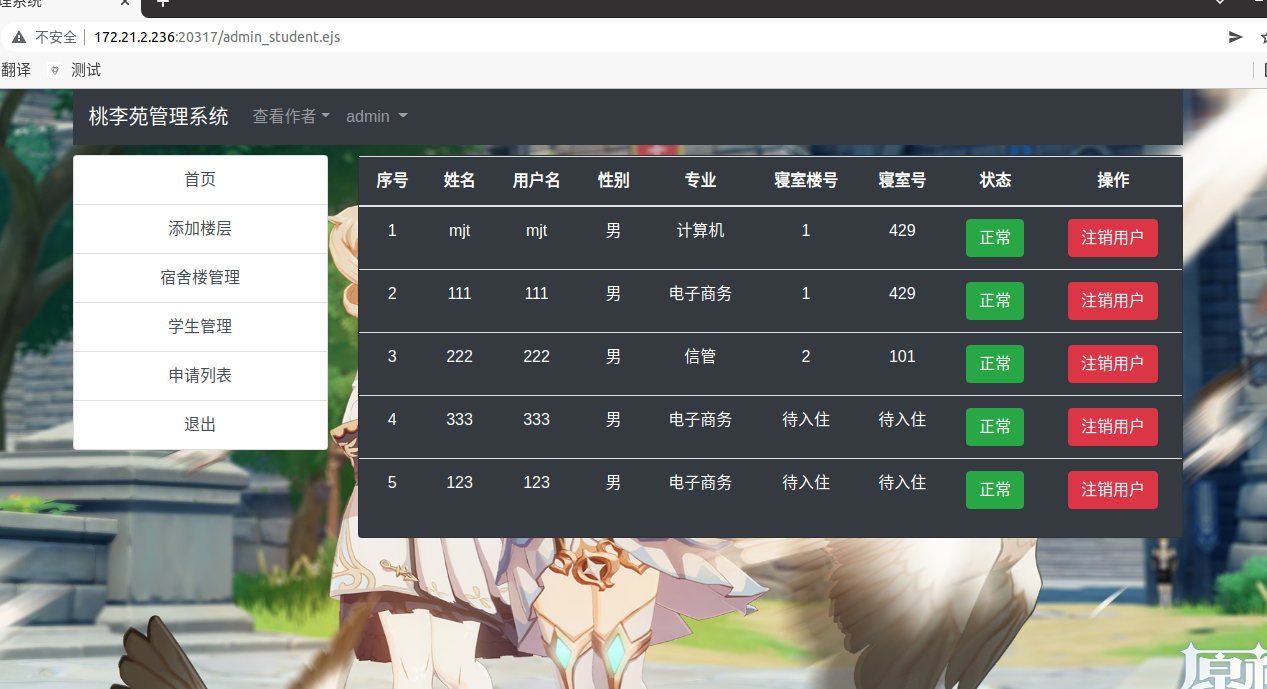 理系统
不安全 172.21.2.236:20317/admin_student.ejs
翻译 测试
桃李苑管理系统 查看作者 admin
首页
添加楼层
宿舍楼管理
学生管理
申请列表
退出
序号 姓名 用户名 性别 专业 寝室楼号 寝室号 状态 操作
1 mjt mjt 男 计算机 1 429 正常 注销用户
2 111 111 男 电子商务 1 429 正常 注销用户
3 222 222 男 信管 2 101 正常 注销用户
4 333 333 男 电子商务 待入住 待入住 正常 注销用户
5 123 123 男 电子商务 待入住 待入住 正常 注销用户
原